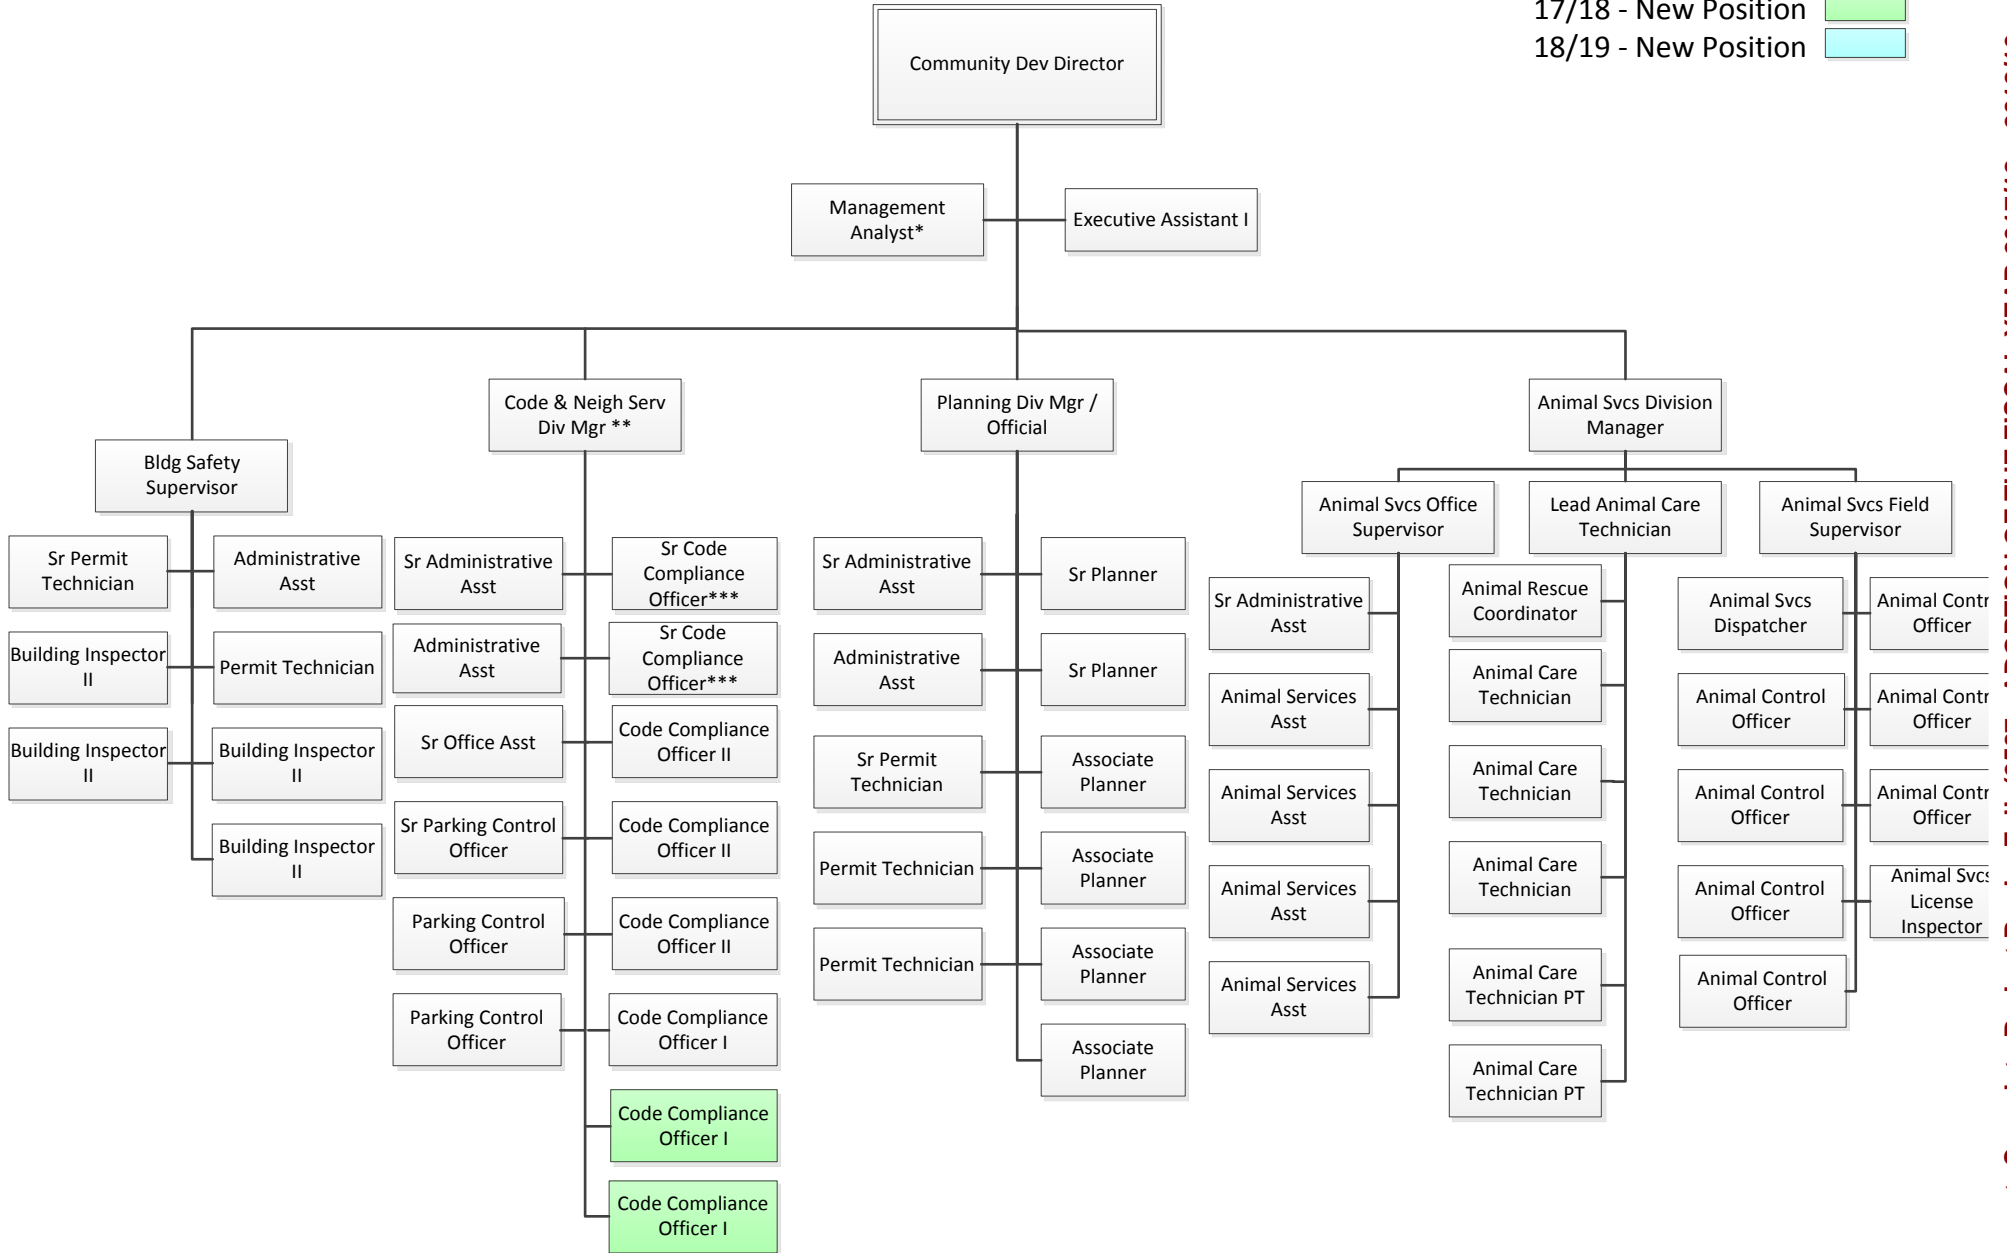 17/18 - New Position
18/19 - New Position
Community Dev Director
Management
Analyst*
Executive Assistant I
Code & Neigh Serv
Div Mgr **
Planning Div Mgr /
Official
Animal Svcs Division
Manager
Bldg Safety
Supervisor
Animal Svcs Office
Supervisor
Lead Animal Care
Technician
Animal Svcs Field
Supervisor
Sr Permit
Technician
Administrative
Asst
Building Inspector
II
Permit Technician
Building Inspector
II
Building Inspector
II
Building Inspector
II
Sr Administrative
Asst
Sr Code
Compliance
Officer***
Administrative
Asst
Sr Code
Compliance
Officer***
Sr Office Asst
Code Compliance
Officer II
Sr Parking Control
Officer
Code Compliance
Officer II
Parking Control
Officer
Code Compliance
Officer II
Parking Control
Officer
Code Compliance
Officer I
Code Compliance
Officer I
Code Compliance
Officer I
Sr Administrative
Asst
Sr Planner
Administrative
Asst
Sr Planner
Sr Permit
Technician
Associate
Planner
Permit Technician
Associate
Planner
Permit Technician
Associate
Planner
Associate
Planner
Sr Administrative
Asst
Animal Services
Asst
Animal Services
Asst
Animal Services
Asst
Animal Services
Asst
Animal Rescue
Coordinator
Animal Care
Technician
Animal Care
Technician
Animal Care
Technician
Animal Care
Technician PT
Animal Care
Technician PT
Animal Svcs
Dispatcher
Animal Contr
Officer
Animal Control
Officer
Animal Contr
Officer
Animal Control
Officer
Animal Contr
Officer
Animal Control
Officer
Animal Svcs
License
Inspector
Animal Control
Officer